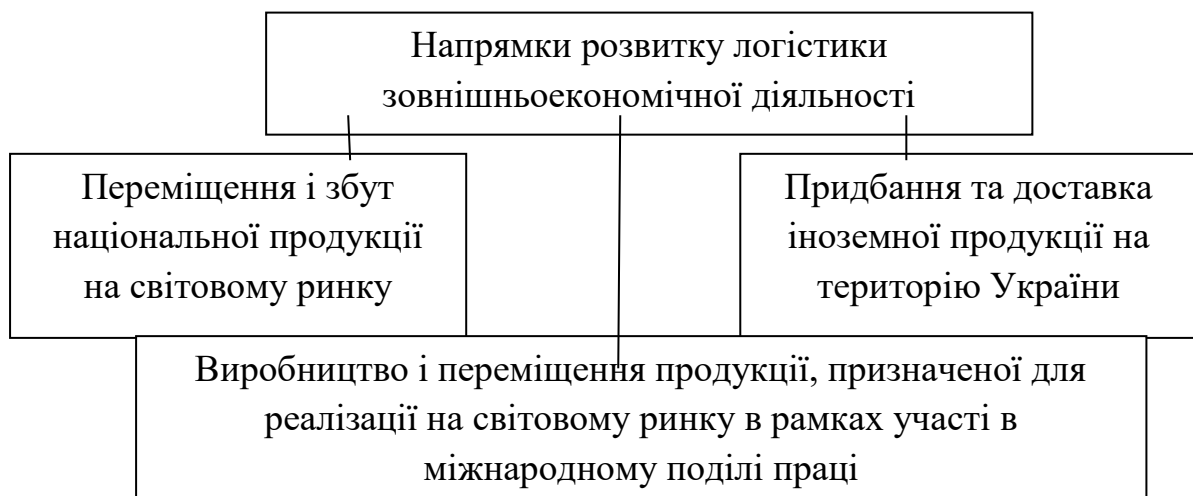 Напрямки розвитку логістики
зовнішньоекономічної діяльності
Переміщення і збут
національної продукції
на світовому ринку
Придбання та доставка
іноземної продукції на
територію України
Виробництво і переміщення продукції, призначеної для
реалізації на світовому ринку в рамках участі в
міжнародному поділі праці